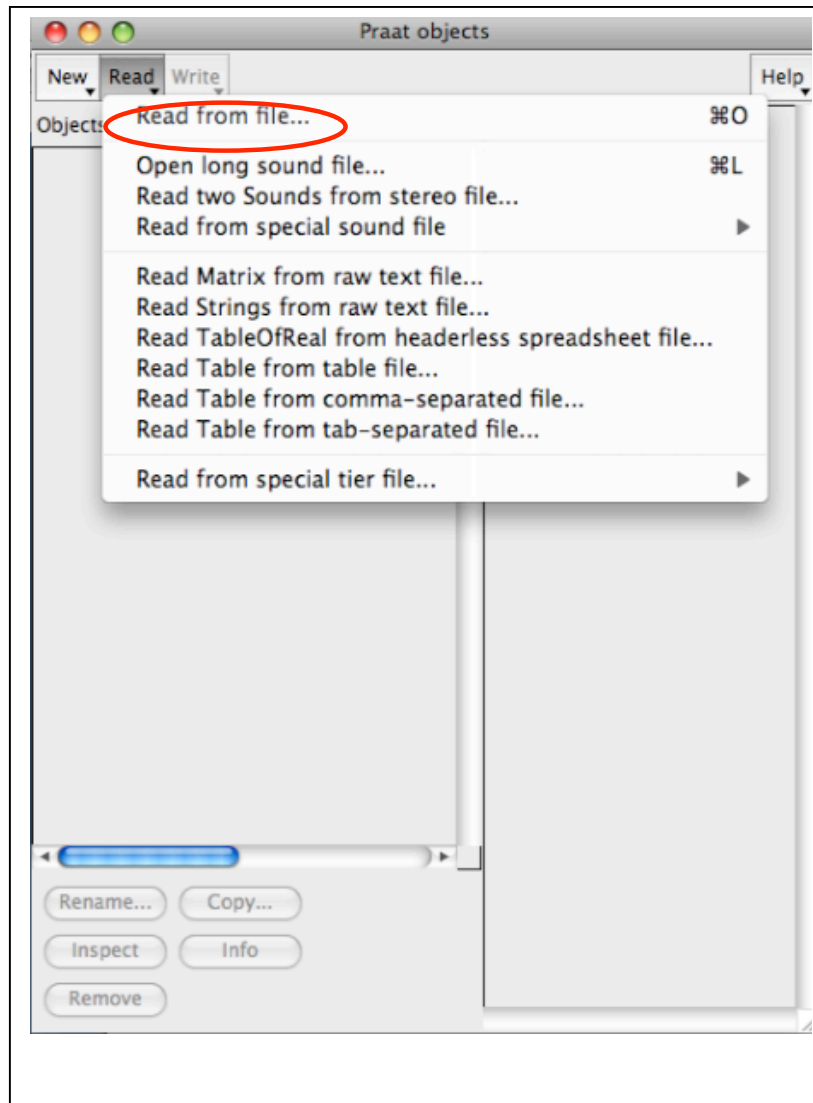 Praat objects
New Read Write Help
Objects
Read from file... ⌘O
Open long sound file... ⌘L
Read two Sounds from stereo file...
Read from special sound file
Read Matrix from raw text file...
Read Strings from raw text file...
Read TableOfReal from headerless spreadsheet file...
Read Table from table file...
Read Table from comma-separated file...
Read Table from tab-separated file...
Read from special tier file...
Rename... Copy...
Inspect Info
Remove